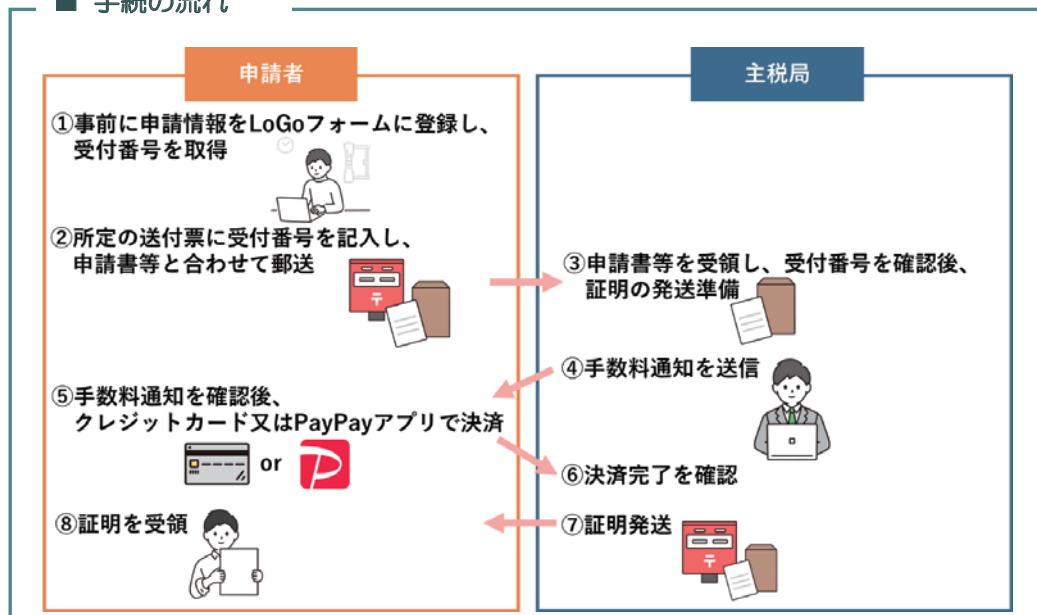 ■ 手続の流れ
申請者
主税局
①事前に申請情報をLoGoフォームに登録し、
受付番号を取得
②所定の送付票に受付番号を記入し、
申請書等と合わせて郵送
③申請書等を受領し、受付番号を確認後、
証明の発送準備
④手数料通知を送信
⑤手数料通知を確認後、
クレジットカード又はPayPayアプリで決済
or
⑥決済完了を確認
⑦証明発送
⑧証明を受領